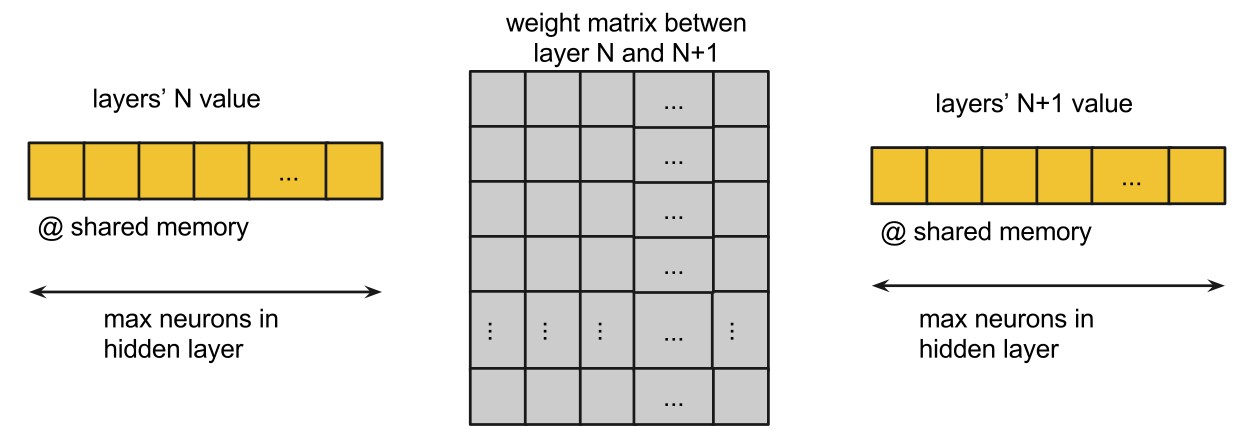 weight matrix betwen
layer N and N+1
layers’ N value
...
@ shared memory
max neurons in
hidden layer
...
...
...
...
⋮ ⋮ ⋮ ... ⋮
...
layers’ N+1 value
...
@ shared memory
max neurons in
hidden layer